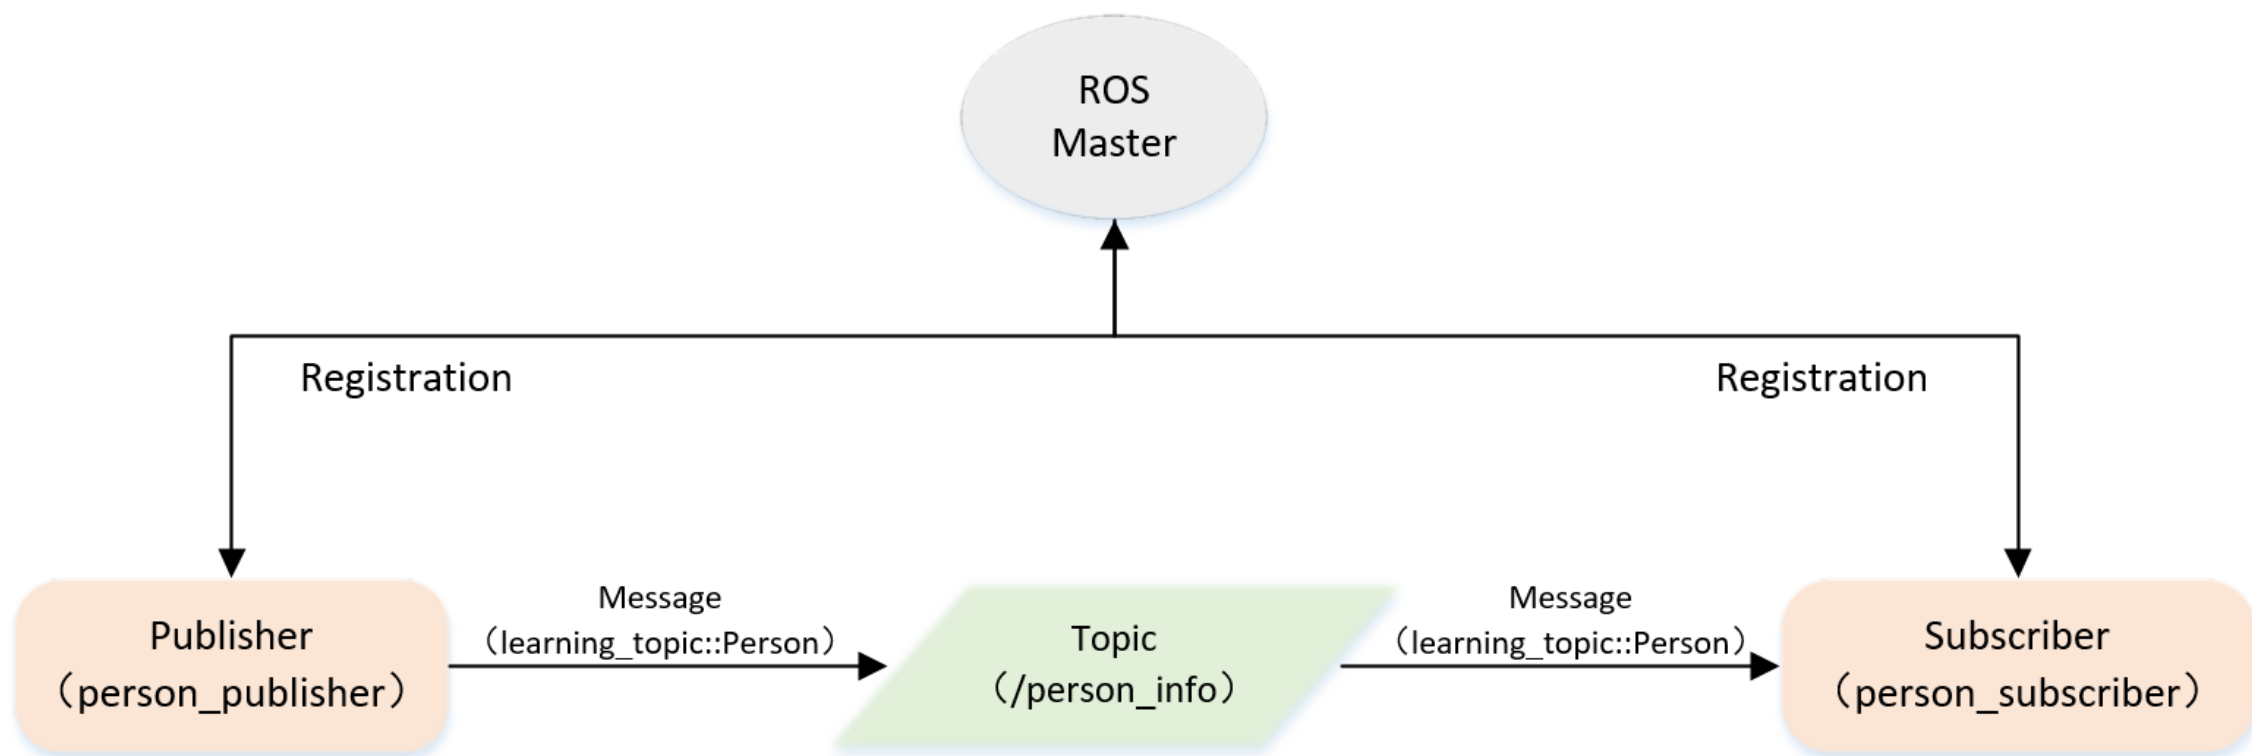 ROS
Master
Registration
Registration
Publisher
（person_publisher）
Message
（learning_topic::Person）
Topic
（/person_info）
Message
（learning_topic::Person）
Subscriber
（person_subscriber）